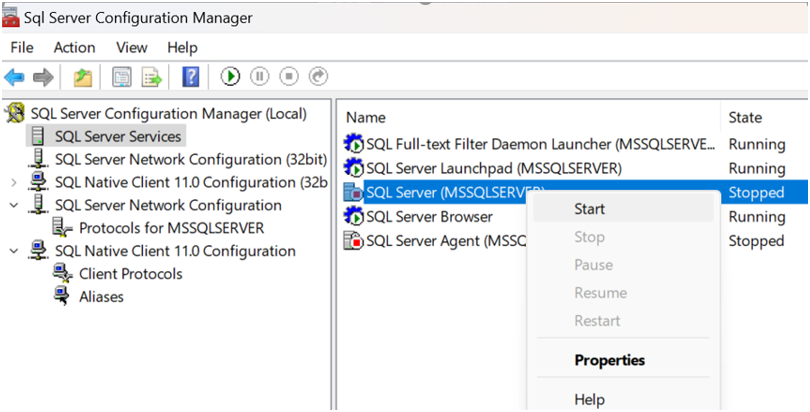 Sql Server Configuration Manager
File Action View Help
SQL Server Configuration Manager (Local)
SQL Server Services
SQL Server Network Configuration (32bit)
SQL Native Client 11.0 Configuration (32b
SQL Server Network Configuration
Protocols for MSSQLSERVER
SQL Native Client 11.0 Configuration
Client Protocols
Aliases
Name State
SQL Full-text Filter Daemon Launcher (MSSQLSERVE... Running
SQL Server Launchpad (MSSQLSERVER) Running
SQL Server (MSSQLSERVER) Stopped
SQL Server Browser Running
SQL Server Agent (MSSQ Stopped
Start
Stop
Pause
Resume
Restart
Properties
Help